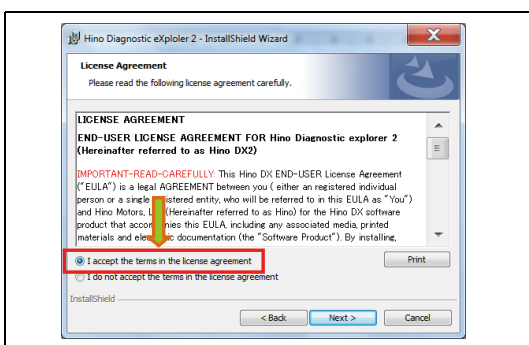 Hino Diagnostic eXploler 2 - InstallShield Wizard
License Agreement
Please read the following license agreement carefully.
LICENSE AGREEMENT
END-USER LICENSE AGREEMENT FOR Hino Diagnostic explorer 2
(Hereinafter referred to as Hino DX2)
IMPORTANT-READ-CAREFULLY: This Hino DX END-USER License Agreement
("EULA") is a legal AGREEMENT between you ( either an registered individual
person or a single istered entity, who will be referred to in this EULA as "You")
and Hino Motors, L (Hereinafter referred to as Hino) for the Hino DX software
product that accom nies this EULA, including any associated media, printed
materials and elec ic documentation (the "Software Product"). By installing,
I accept the terms in the license agreement
Print
I do not accept the terms in the license agreement
InstallShield
< Back
Next >
Cancel